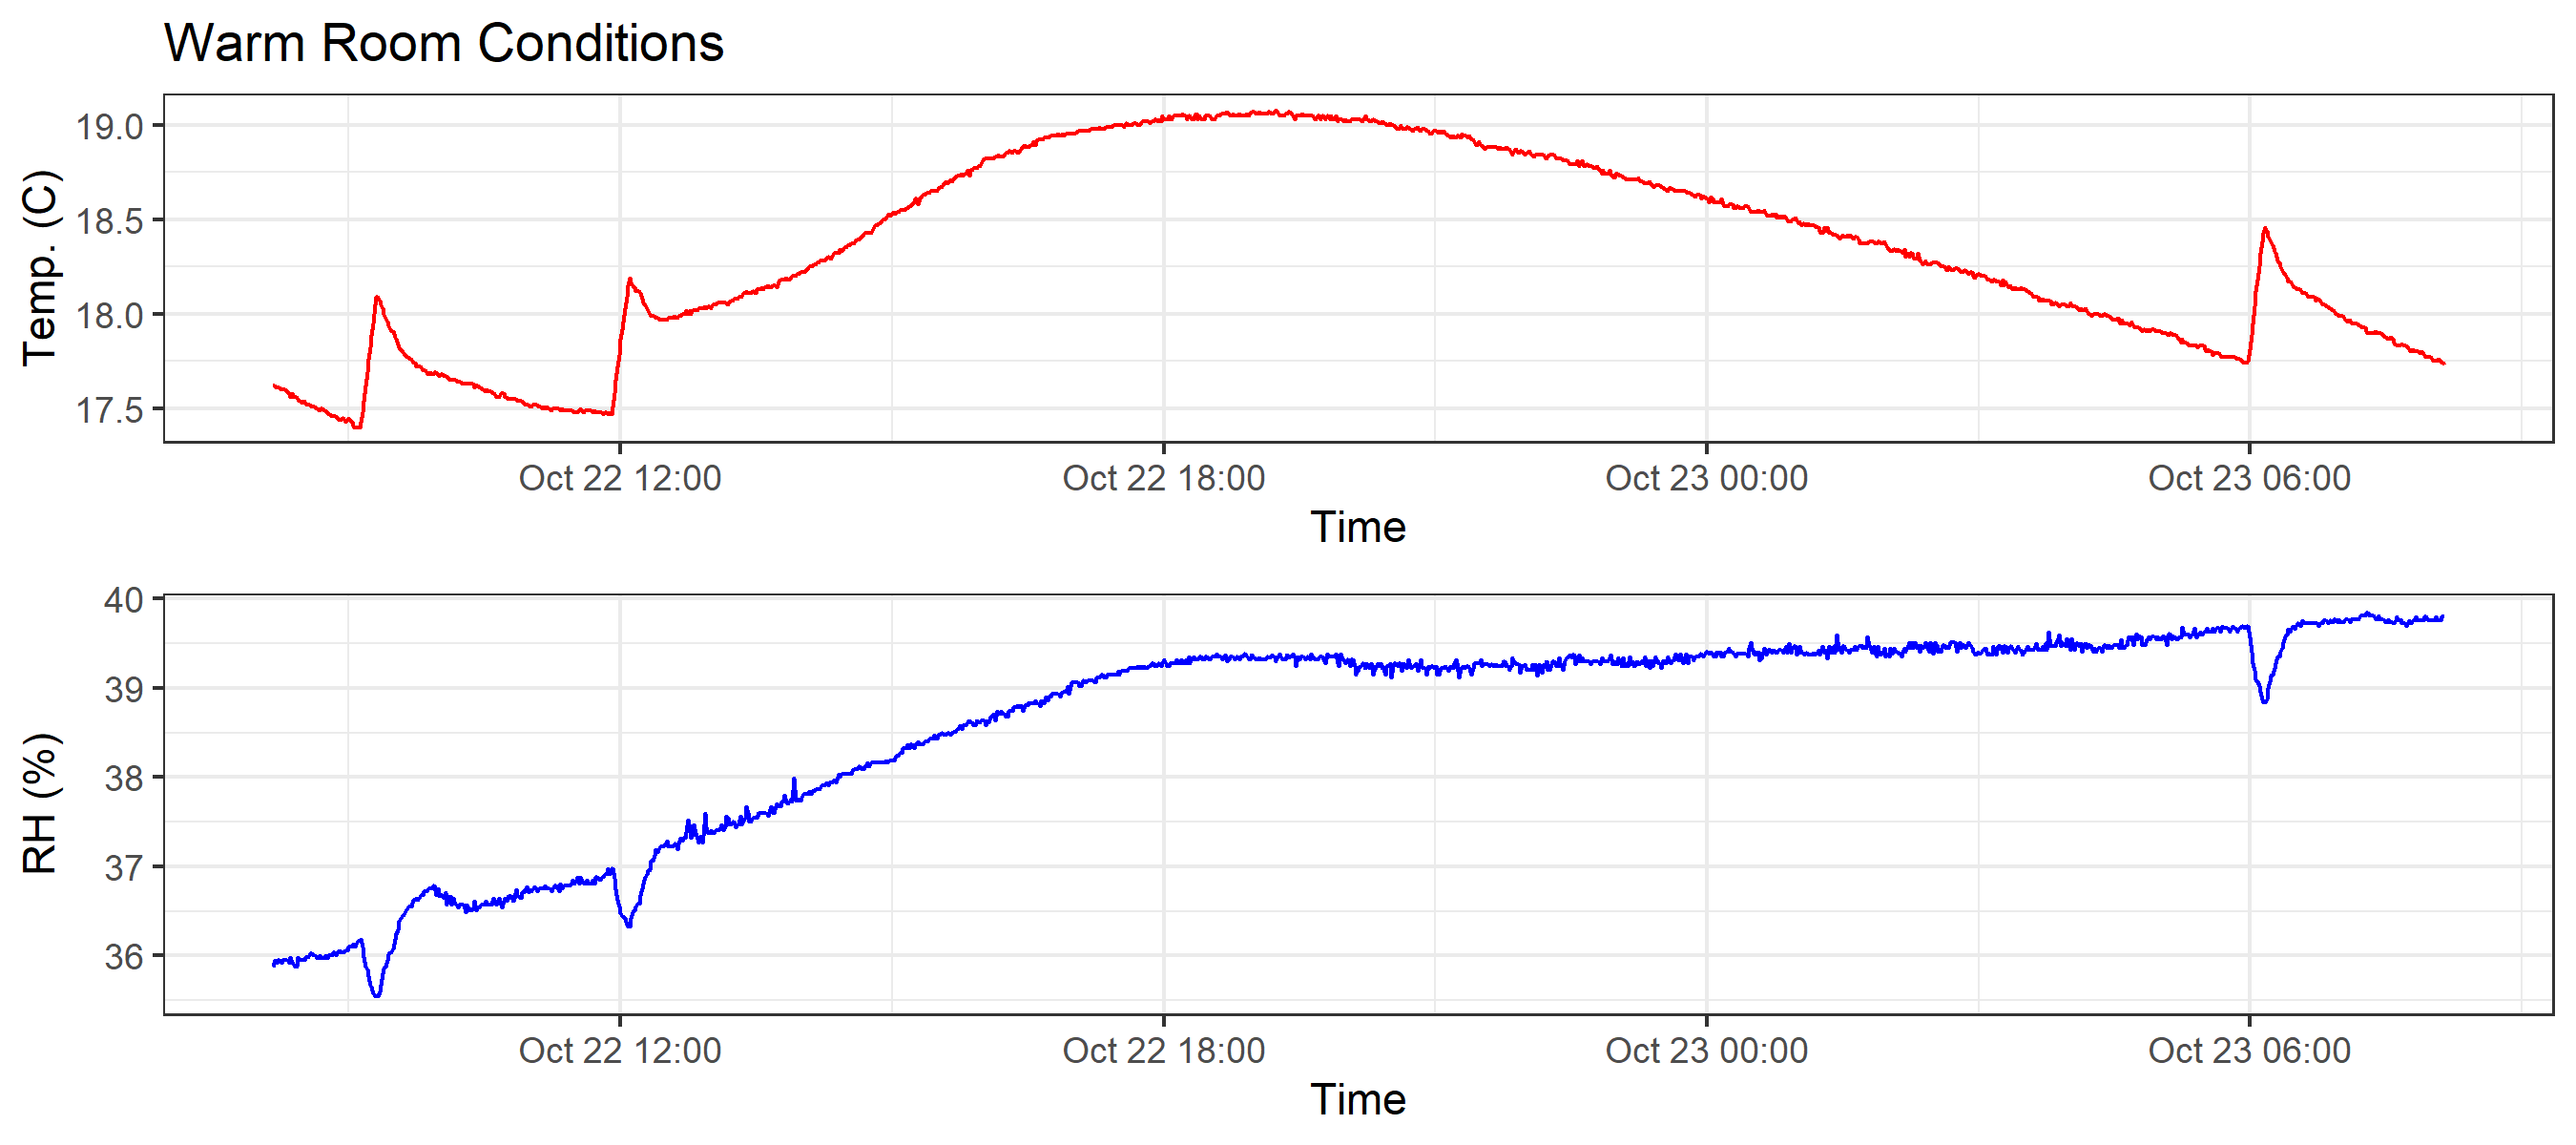 Warm Room Conditions
Temp. (C)
19.0
18.5
18.0
17.5
Oct 22 12:00 Oct 22 18:00 Oct 23 00:00 Oct 23 06:00
Time
RH (%)
40
39
38
37
36
Oct 22 12:00 Oct 22 18:00 Oct 23 00:00 Oct 23 06:00
Time